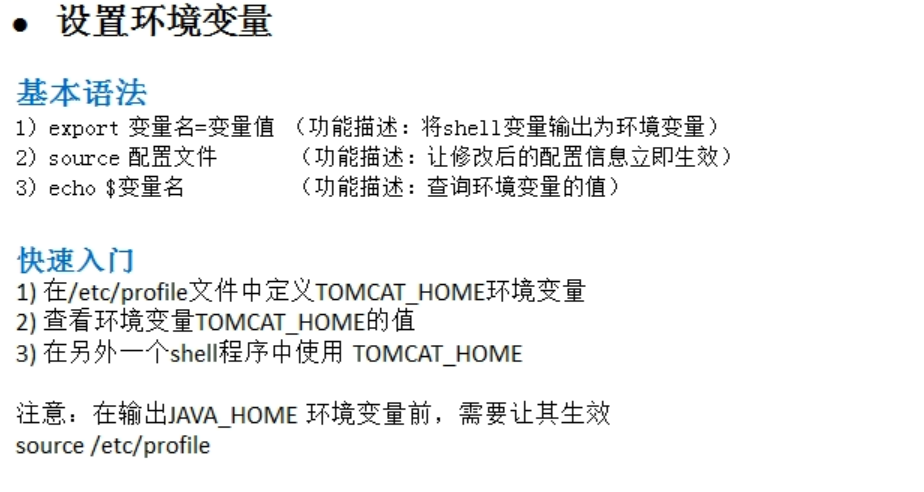 • 设置环境变量
基本语法
1）export 变量名=变量值 （功能描述：将shell变量输出为环境变量）
2）source 配置文件 （功能描述：让修改后的配置信息立即生效）
3）echo $变量名 （功能描述：查询环境变量的值）
快速入门
1) 在/etc/profile文件中定义TOMCAT_HOME环境变量
2) 查看环境变量TOMCAT_HOME的值
3) 在另外一个shell程序中使用 TOMCAT_HOME
注意：在输出JAVA_HOME 环境变量前，需要让其生效
source /etc/profile